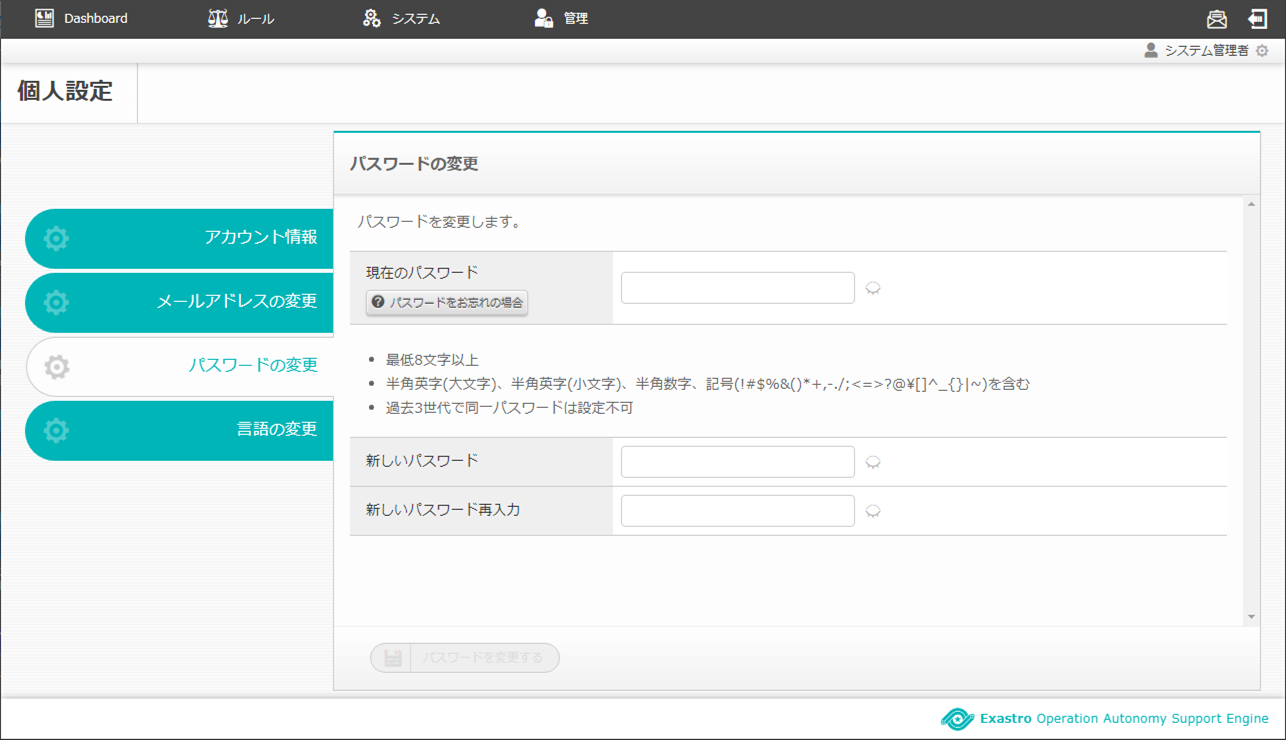 Dashboard
ルール
システム
管理
システム管理者
個人設定
アカウント情報
メールアドレスの変更
パスワードの変更
言語の変更
パスワードの変更
パスワードを変更します。
現在のパスワード
パスワードをお忘れの場合
最低8文字以上
半角英字(大文字)、半角英字(小文字)、半角数字、記号(!#$%&()*+,-./;<=>?@¥[]^_{}|~)を含む
過去3世代で同一パスワードは設定不可
新しいパスワード
新しいパスワード再入力
パスワードを変更する
Exastro Operation Autonomy Support Engine